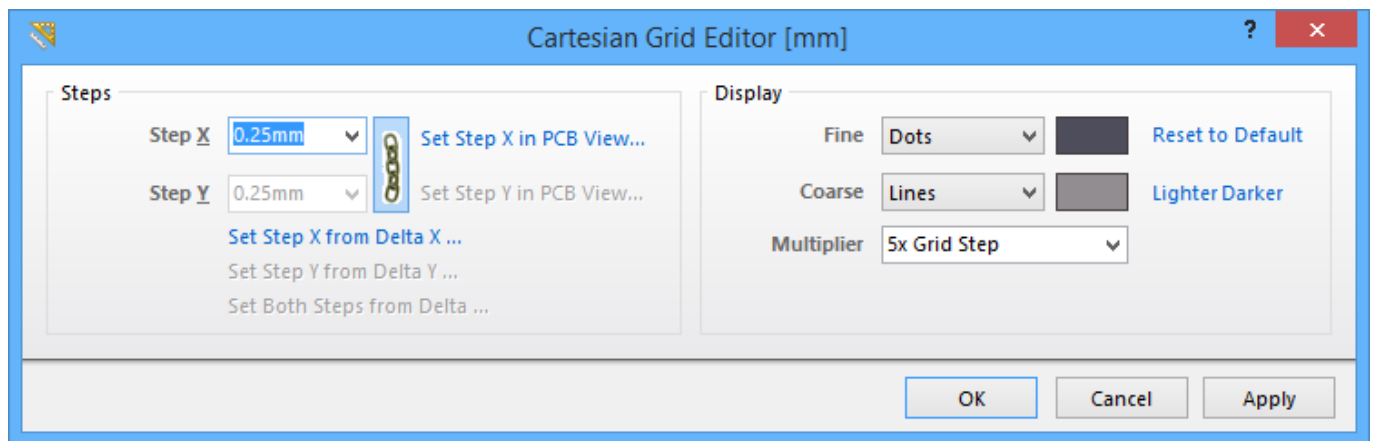 Cartesian Grid Editor [mm]
?
Steps
Step X 0.25mm Set Step X in PCB View...
Step Y 0.25mm Set Step Y in PCB View...
Set Step X from Delta X ...
Set Step Y from Delta Y ...
Set Both Steps from Delta ...
Display
Fine Dots Reset to Default
Coarse Lines Lighter Darker
Multiplier 5x Grid Step
OK Cancel Apply